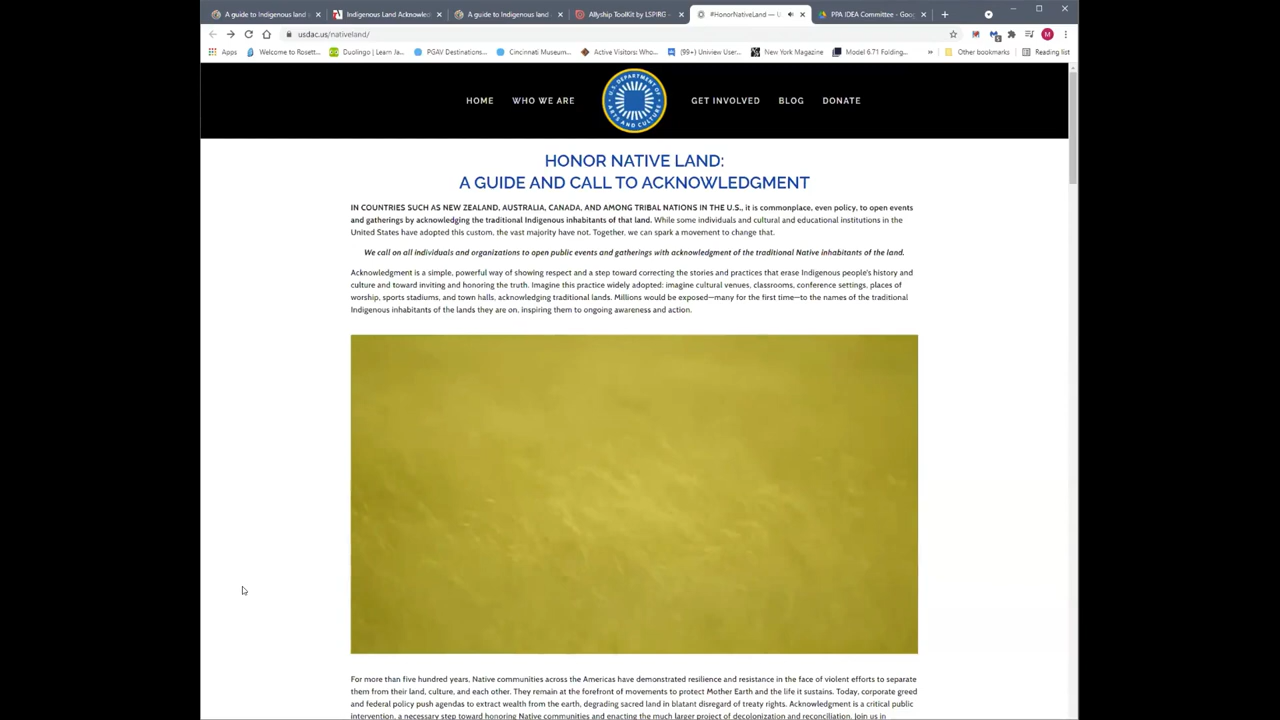 A guide to Indigenous land
Indigenous Land Acknowled
A guide to Indigenous land
Allyship ToolKit by LSPIRG -
#HonorNativeLand — U
PPA IDEA Committee - Goo
usdac.us/nativeland/
M
Apps
Welcome to Rosett...
Duolingo | Learn Ja...
PGAV Destinations...
Cincinnati Museum...
Active Visitors: Who...
(99+) Uniview User...
New York Magazine
Model 6.71 Folding...
»
Other bookmarks
Reading list
HOME
WHO WE ARE
U.S. DEPARTMENT OF
ARTS AND CULTURE
GET INVOLVED
BLOG
DONATE
HONOR NATIVE LAND:
A GUIDE AND CALL TO ACKNOWLEDGMENT
IN COUNTRIES SUCH AS NEW ZEALAND, AUSTRALIA, CANADA, AND AMONG TRIBAL NATIONS IN THE U.S., it is commonplace, even policy, to open events
and gatherings by acknowledging the traditional Indigenous inhabitants of that land. While some individuals and cultural and educational institutions in the
United States have adopted this custom, the vast majority have not. Together, we can spark a movement to change that.
We call on all individuals and organizations to open public events and gatherings with acknowledgment of the traditional Native inhabitants of the land.
Acknowledgment is a simple, powerful way of showing respect and a step toward correcting the stories and practices that erase Indigenous people's history and
culture and toward inviting and honoring the truth. Imagine this practice widely adopted: imagine cultural venues, classrooms, conference settings, places of
worship, sports stadiums, and town halls, acknowledging traditional lands. Millions would be exposed—many for the first time—to the names of the traditional
Indigenous inhabitants of the lands they are on, inspiring them to ongoing awareness and action.
For more than five hundred years, Native communities across the Americas have demonstrated resilience and resistance in the face of violent efforts to separate
them from their land, culture, and each other. They remain at the forefront of movements to protect Mother Earth and the life it sustains. Today, corporate greed
and federal policy push agendas to extract wealth from the earth, degrading sacred land in blatant disregard of treaty rights. Acknowledgment is a critical public
intervention, a necessary step toward honoring Native communities and enacting the much larger project of decolonization and reconciliation. Join us in